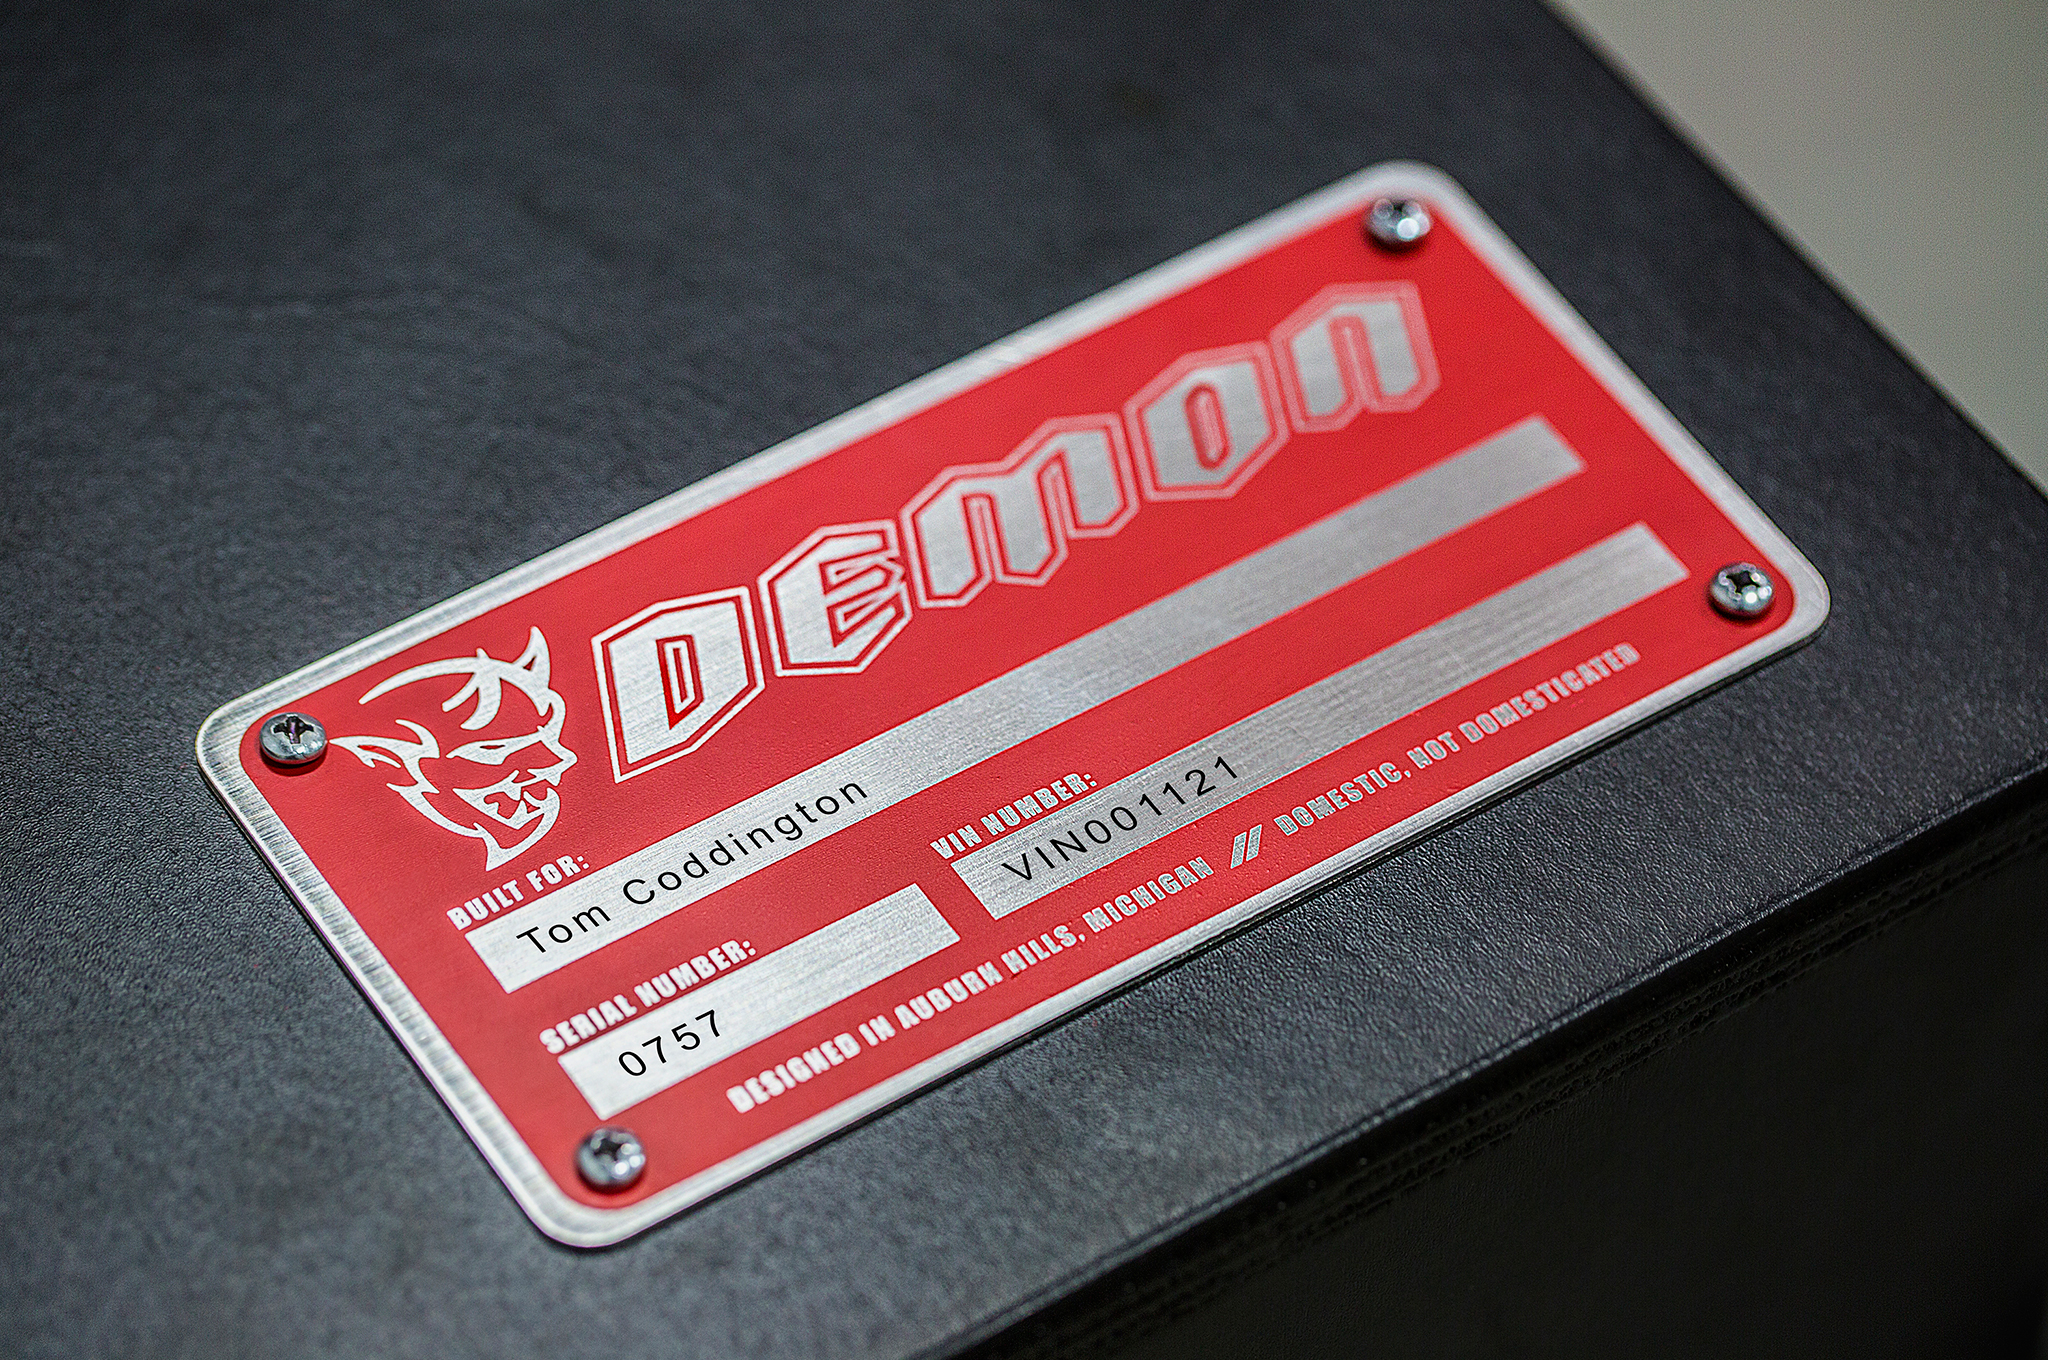 DEMON
BUILT FOR:
Tom Coddington
SERIAL NUMBER:
0757
VIN NUMBER:
VIN001121
DESIGNED IN AUBURN HILLS, MICHIGAN // DOMESTIC, NOT DOMESTICATED